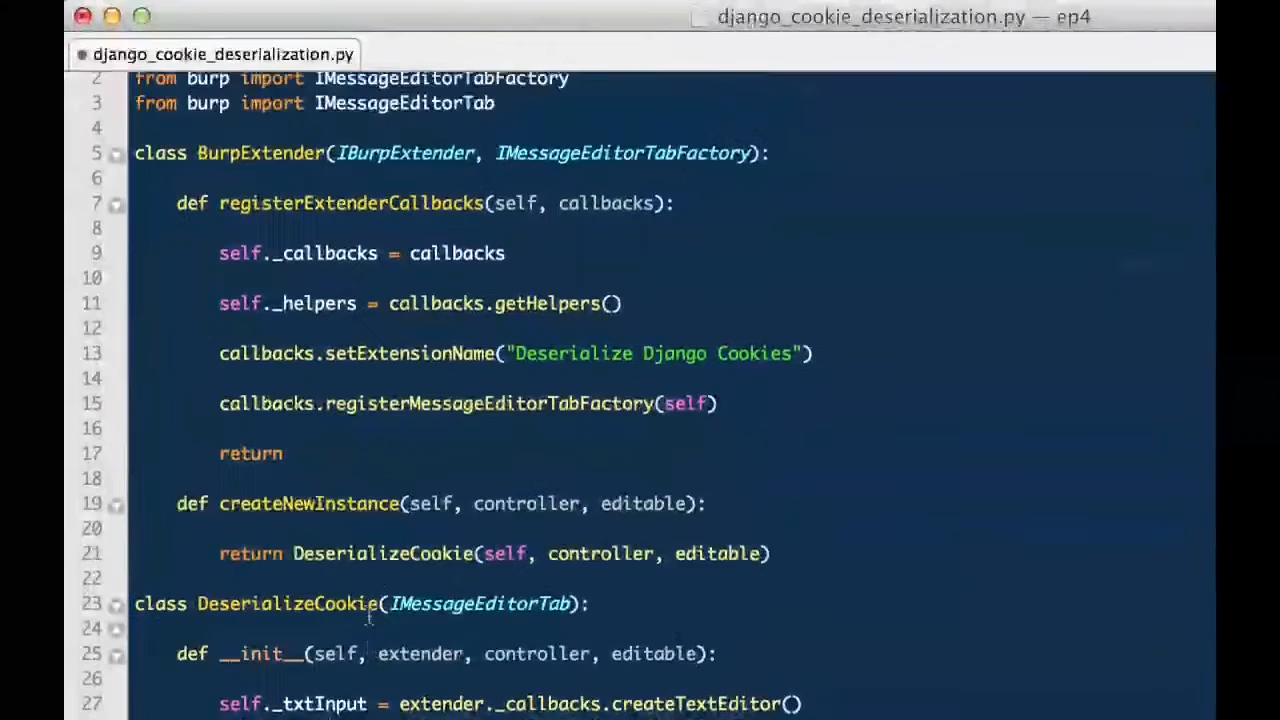 django_cookie_deserialization.py — ep4
django_cookie_deserialization.py
2 from burp import IMessageEditorTabFactory
3 from burp import IMessageEditorTab
4
5 class BurpExtender(IBurpExtender, IMessageEditorTabFactory):
6
7 def registerExtenderCallbacks(self, callbacks):
8
9 self._callbacks = callbacks
10
11 self._helpers = callbacks.getHelpers()
12
13 callbacks.setExtensionName("Deserialize Django Cookies")
14
15 callbacks.registerMessageEditorTabFactory(self)
16
17 return
18
19 def createNewInstance(self, controller, editable):
20
21 return DeserializeCookie(self, controller, editable)
22
23 class DeserializeCookie(IMessageEditorTab):
24
25 def __init__(self, extender, controller, editable):
26
27 self._txtInput = extender._callbacks.createTextEditor()